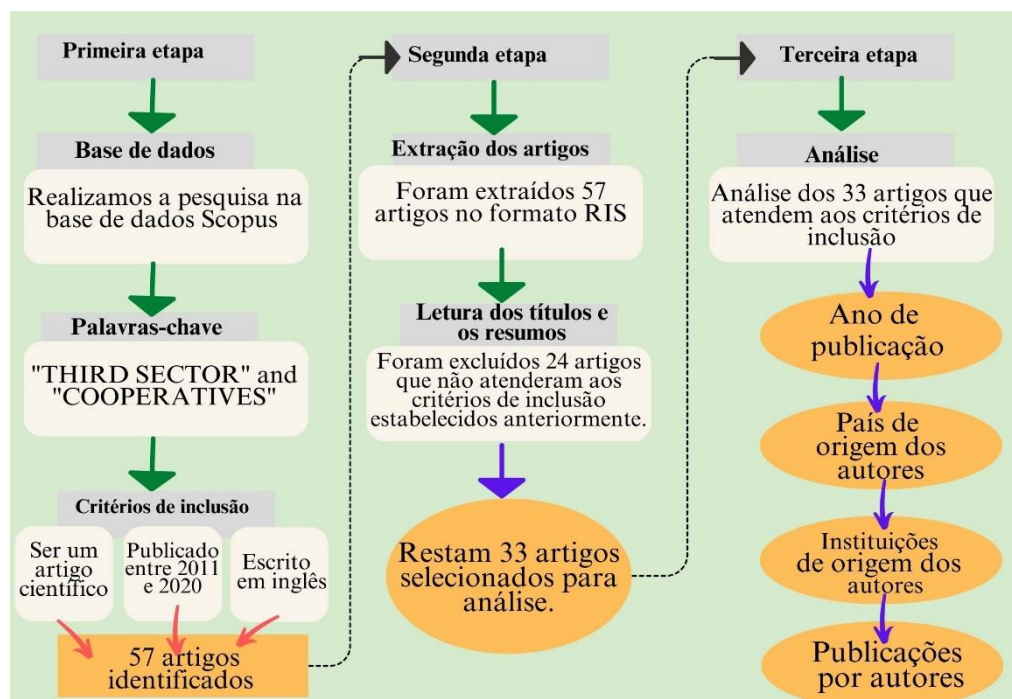 Primeira etapa
Base de dados
Realizamos a pesquisa na
base de dados Scopus
Palavras-chave
"THIRD SECTOR" and
"COOPERATIVES"
Critérios de inclusão
Ser um
artigo
científico
Publicado
entre 2011
e 2020
Escrito
em inglês
57 artigos
identificados
Segunda etapa
Extração dos artigos
Foram extraídos 57
artigos no formato RIS
Letura dos títulos e
os resumos
Foram excluídos 24 artigos
que não atenderam aos
critérios de inclusão
estabelecidos anteriormente.
Restam 33 artigos
selecionados para
análise.
Terceira etapa
Análise
Análise dos 33 artigos que
atendem aos critérios de
inclusão
Ano de
publicação
País de
origem dos
autores
Instituições
de origem dos
autores
Publicações
por autores